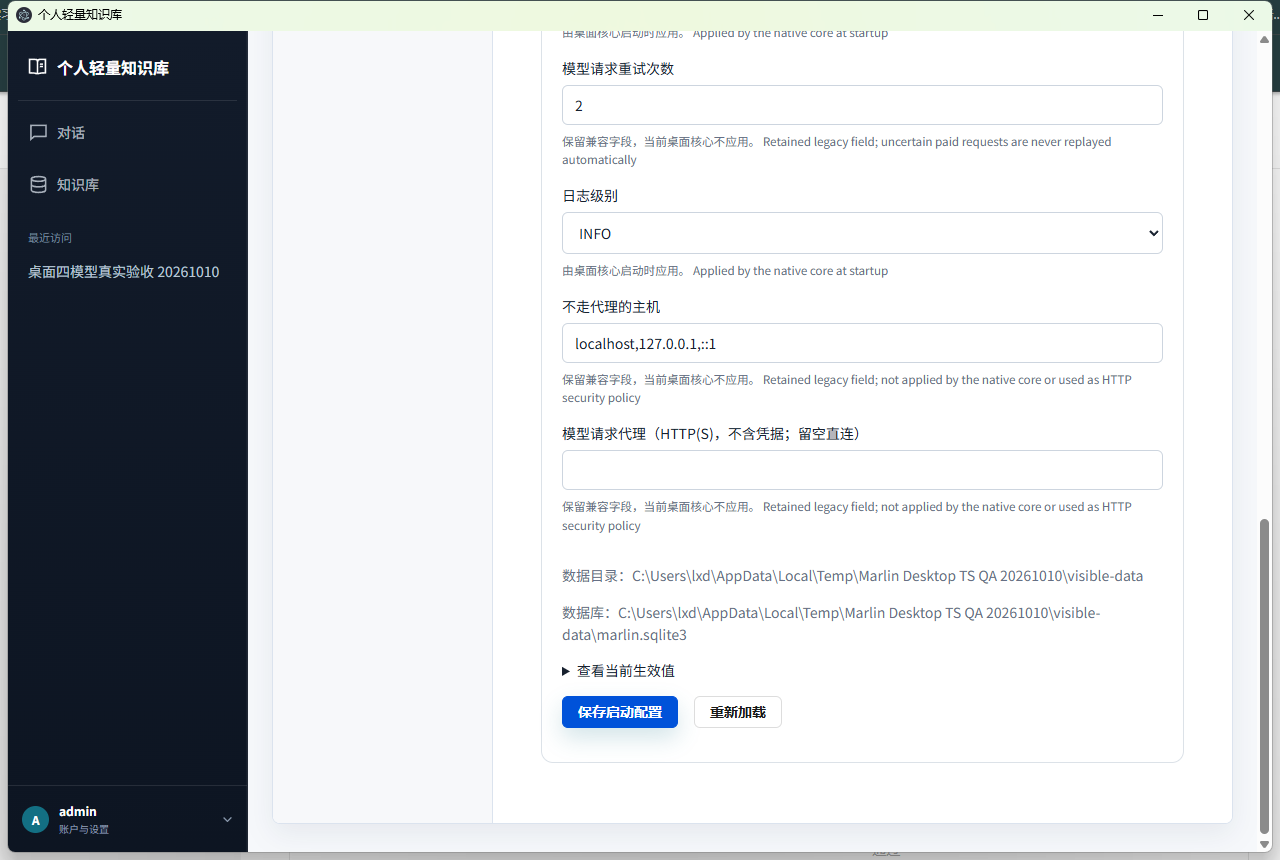 个人轻量知识库
个人轻量知识库
对话
知识库
最近访问
桌面四模型真实验收 20261010
admin
账户与设置
A
由桌面核心启动时应用。 Applied by the native core at startup
模型请求重试次数
2
保留兼容字段，当前桌面核心不应用。 Retained legacy field; uncertain paid requests are never replayed
automatically
日志级别
INFO
由桌面核心启动时应用。 Applied by the native core at startup
不走代理的主机
localhost,127.0.0.1,::1
保留兼容字段，当前桌面核心不应用。 Retained legacy field; not applied by the native core or used as HTTP
security policy
模型请求代理（HTTP(S)，不含凭据；留空直连）
保留兼容字段，当前桌面核心不应用。 Retained legacy field; not applied by the native core or used as HTTP
security policy
数据目录：C:\Users\lxd\AppData\Local\Temp\Marlin Desktop TS QA 20261010\visible-data
数据库：C:\Users\lxd\AppData\Local\Temp\Marlin Desktop TS QA 20261010\visible-
data\marlin.sqlite3
查看当前生效值
保存启动配置
重新加载